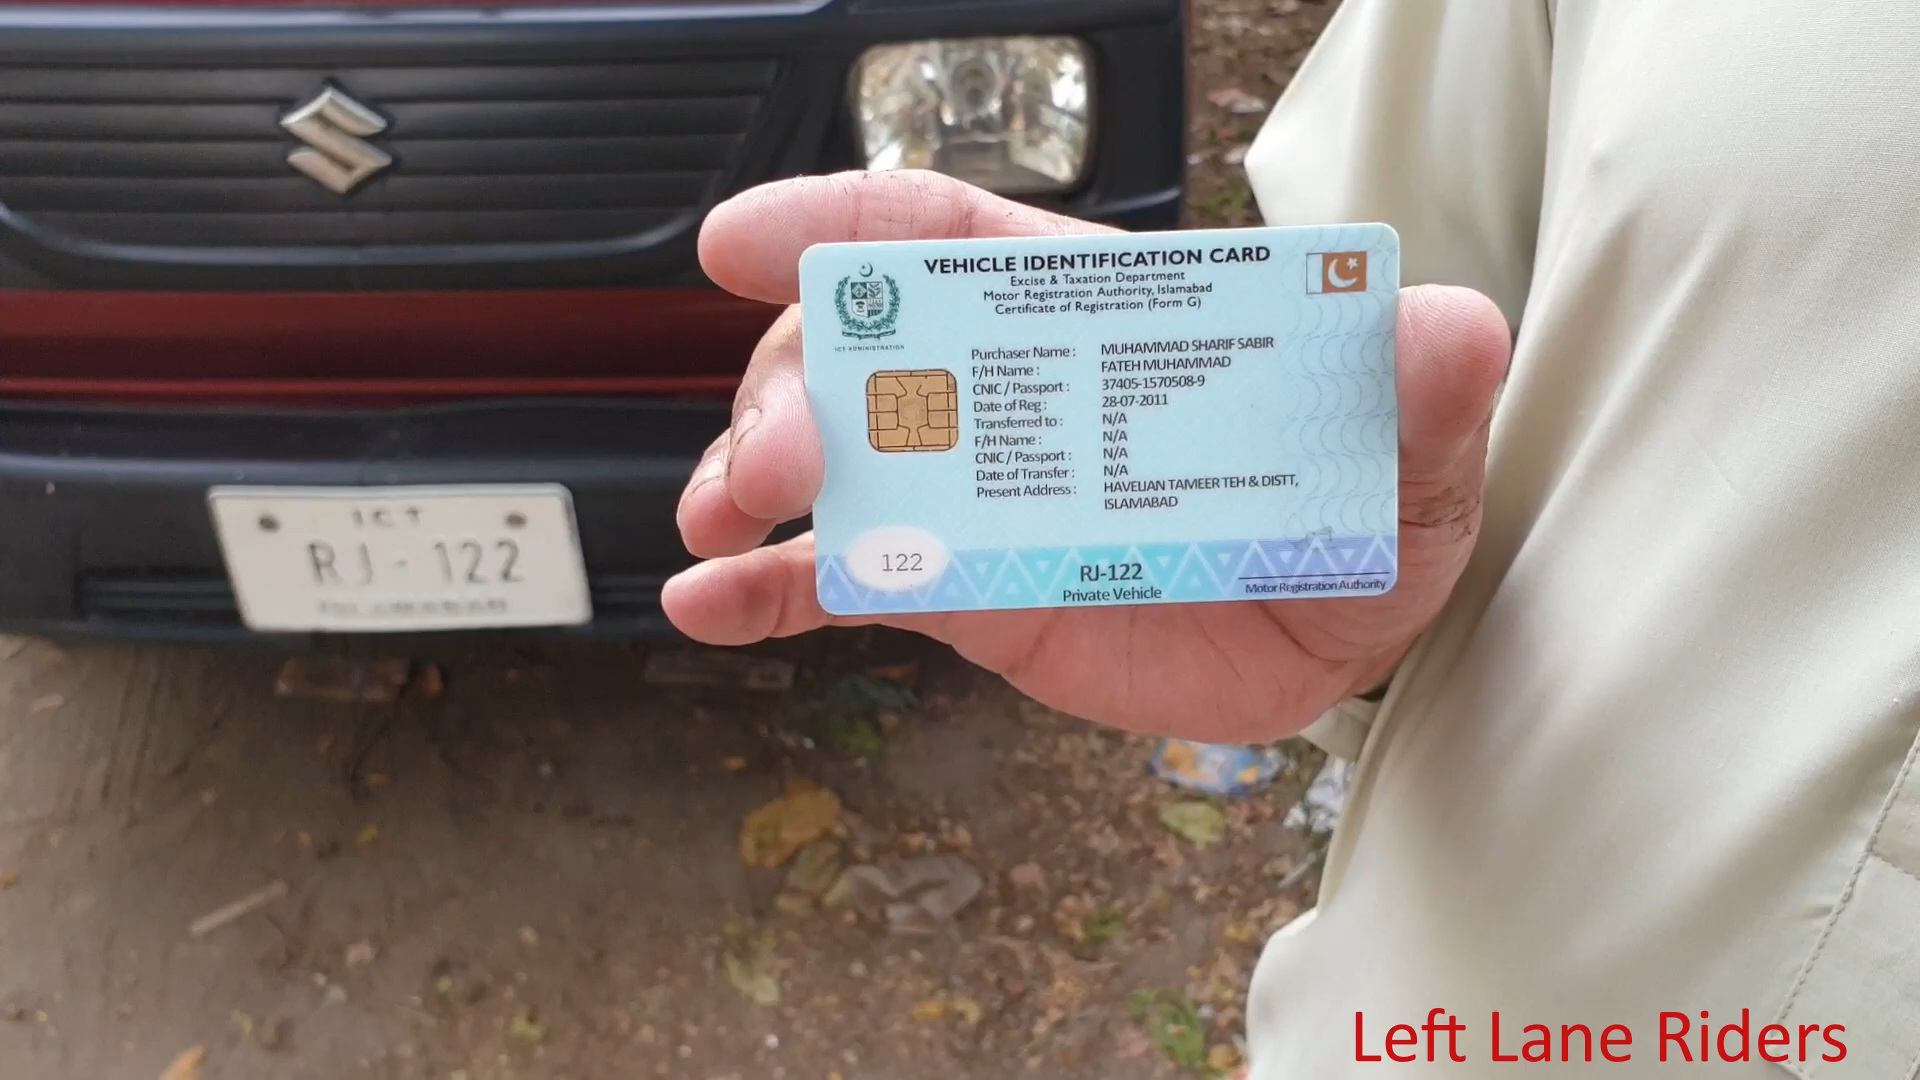 VEHICLE IDENTIFICATION CARD
Excise & Taxation Department
Motor Registration Authority, Islamabad
Certificate of Registration (Form G)
ICT ADMINISTRATION
Purchaser Name : MUHAMMAD SHARIF SABIR
F/H Name : FATEH MUHAMMAD
CNIC / Passport : 37405-1570508-9
Date of Reg : 28-07-2011
Transferred to : N/A
F/H Name : N/A
CNIC / Passport : N/A
Date of Transfer : N/A
Present Address : HAVELIAN TAMEER TEH & DISTT,
ISLAMABAD
122
RJ-122
Private Vehicle
Motor Registration Authority
ICT
RJ - 122
Left Lane Riders